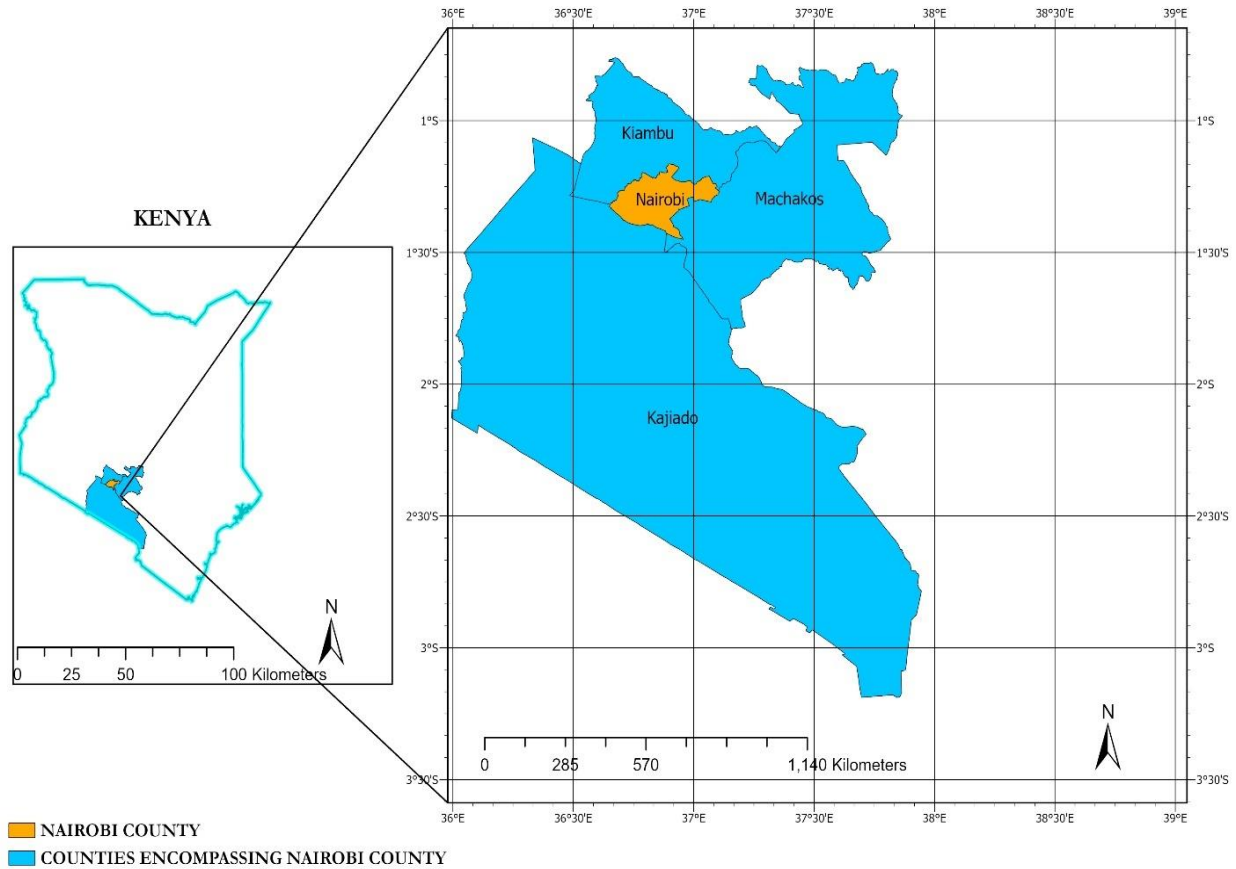 KENYA
N
0 25 50 100 Kilometers
36°E 36°30'E 37°E 37°30'E 38°E 38°30'E 39°E
1°S 1°S
Kiambu
Nairobi Machakos
1°30'S 1°30'S
2°S 2°S
Kajiado
2°30'S 2°30'S
3°S 3°S
N
0 285 570 1,140 Kilometers
3°30'S 3°30'S
36°E 36°30'E 37°E 37°30'E 38°E 38°30'E 39°E
NAIROBI COUNTY
COUNTIES ENCOMPASSING NAIROBI COUNTY